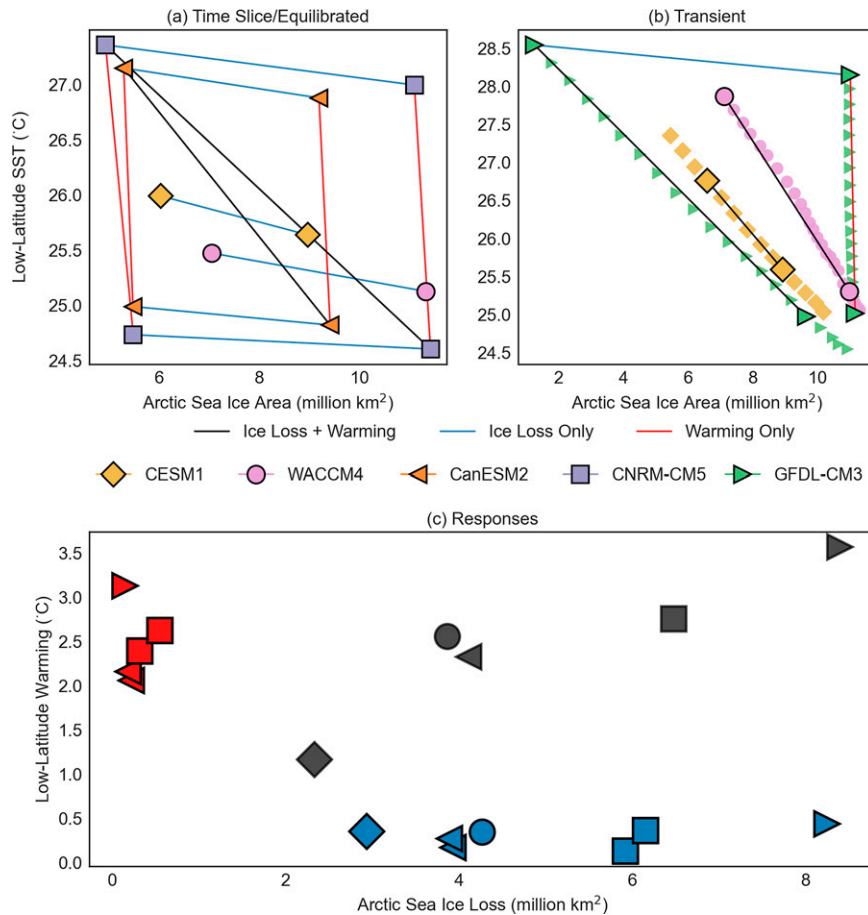 (a) Time Slice/Equilibrated
(b) Transient
27.0
26.5
26.0
25.5
25.0
24.5
Low-Latitude SST (˙C)
6
8
10
Arctic Sea Ice Area (million km²)
28.5
28.0
27.5
27.0
26.5
26.0
25.5
25.0
24.5
2
4
6
8
10
Arctic Sea Ice Area (million km²)
Ice Loss + Warming
Ice Loss Only
Warming Only
CESM1
WACCM4
CanESM2
CNRM-CM5
GFDL-CM3
(c) Responses
3.5
3.0
2.5
2.0
1.5
1.0
0.5
0.0
Low-Latitude Warming (˙C)
0
2
4
6
8
Arctic Sea Ice Loss (million km²)